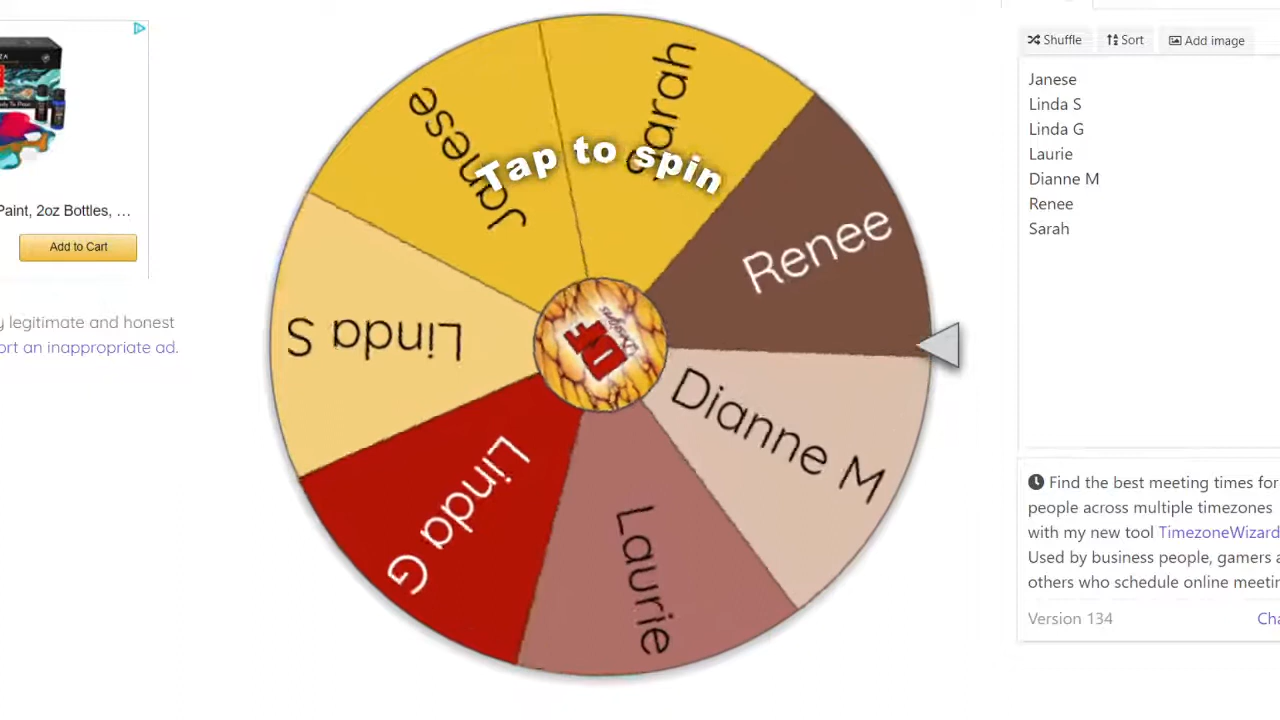 Paint, 2oz Bottles, …
Add to Cart
y legitimate and honest
ort an inappropriate ad.
Tap to spin
Janese
Sarah
Renee
Dianne M
Laurie
Linda G
Linda S
DF
Designs
Shuffle
Sort
Add image
Janese
Linda S
Linda G
Laurie
Dianne M
Renee
Sarah
Find the best meeting times for
people across multiple timezones
with my new tool TimezoneWizard
Used by business people, gamers a
others who schedule online meetin
Version 134
Cha